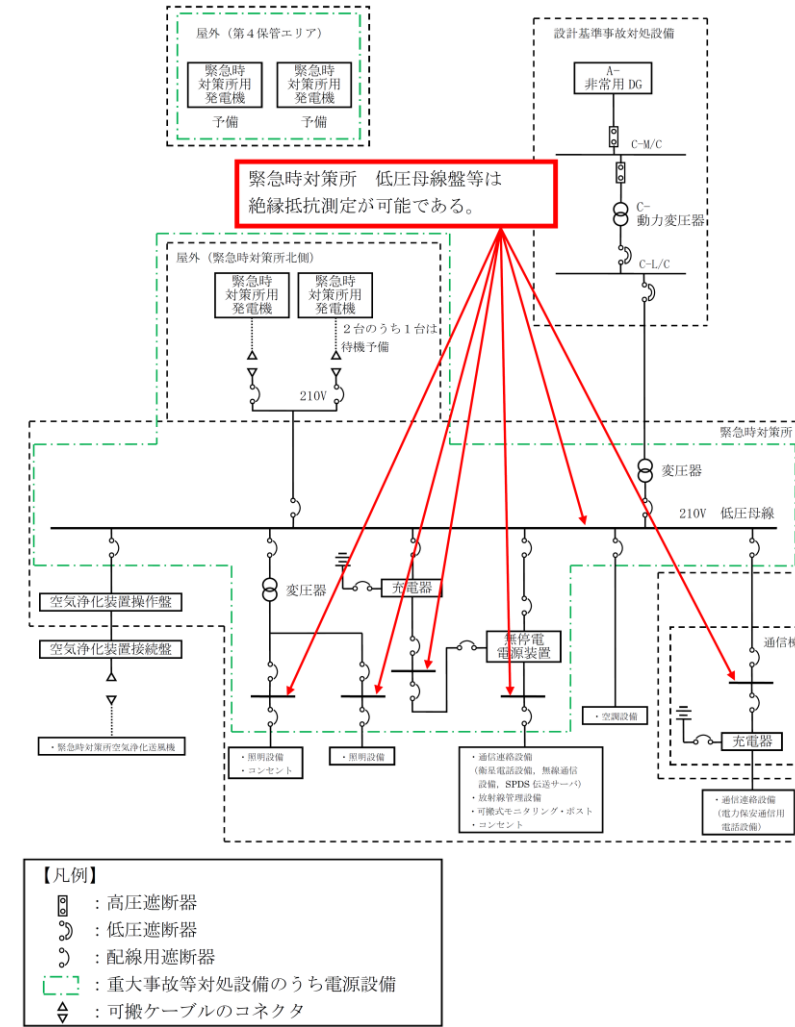 屋外（第４保管エリア）
緊急時
対策所用
発電機
緊急時
対策所用
発電機
予備
予備
設計基準事故対処設備
A-
非常用 DG
C-M/C
C-
動力変圧器
C-L/C
緊急時対策所　低圧母線盤等は
絶縁抵抗測定が可能である。
屋外（緊急時対策所北側）
緊急時
対策所用
発電機
緊急時
対策所用
発電機
２台のうち１台は
待機予備
210V
緊急時対策所
変圧器
210V　低圧母線
空気浄化装置操作盤
空気浄化装置接続盤
・緊急時対策所空気浄化送風機
変圧器
充電器
無停電
電源装置
通信棟
・空調設備
充電器
・照明設備
・コンセント
・照明設備
・通信連絡設備
（衛星電話設備，無線通信
設備，SPDS 伝送サーバ）
・放射線管理設備
・可搬式モニタリング・ポスト
・コンセント
・通信連絡設備
（電力保安通信用
電話設備）
【凡例】
：高圧遮断器
：低圧遮断器
：配線用遮断器
：重大事故等対処設備のうち電源設備
：可搬ケーブルのコネクタ